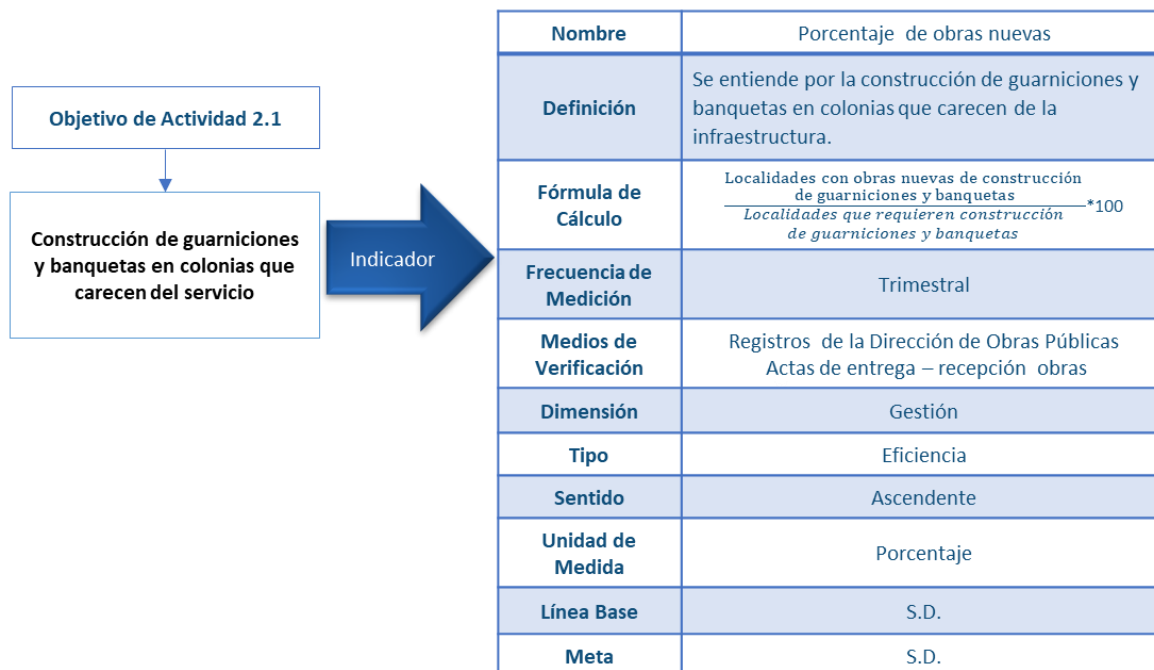 Objetivo de Actividad 2.1
Construcción de guarniciones
y banquetas en colonias que
carecen del servicio
Indicador
Nombre
Porcentaje de obras nuevas
Definición
Se entiende por la construcción de guarniciones y
banquetas en colonias que carecen de la
infraestructura.
Fórmula de
Cálculo
Localidades con obras nuevas de construcción
de guarniciones y banquetas
Localidades que requieren construcción
de guarniciones y banquetas
*100
Frecuencia de
Medición
Trimestral
Medios de
Verificación
Registros de la Dirección de Obras Públicas
Actas de entrega – recepción obras
Dimensión
Gestión
Tipo
Eficiencia
Sentido
Ascendente
Unidad de
Medida
Porcentaje
Línea Base
S.D.
Meta
S.D.